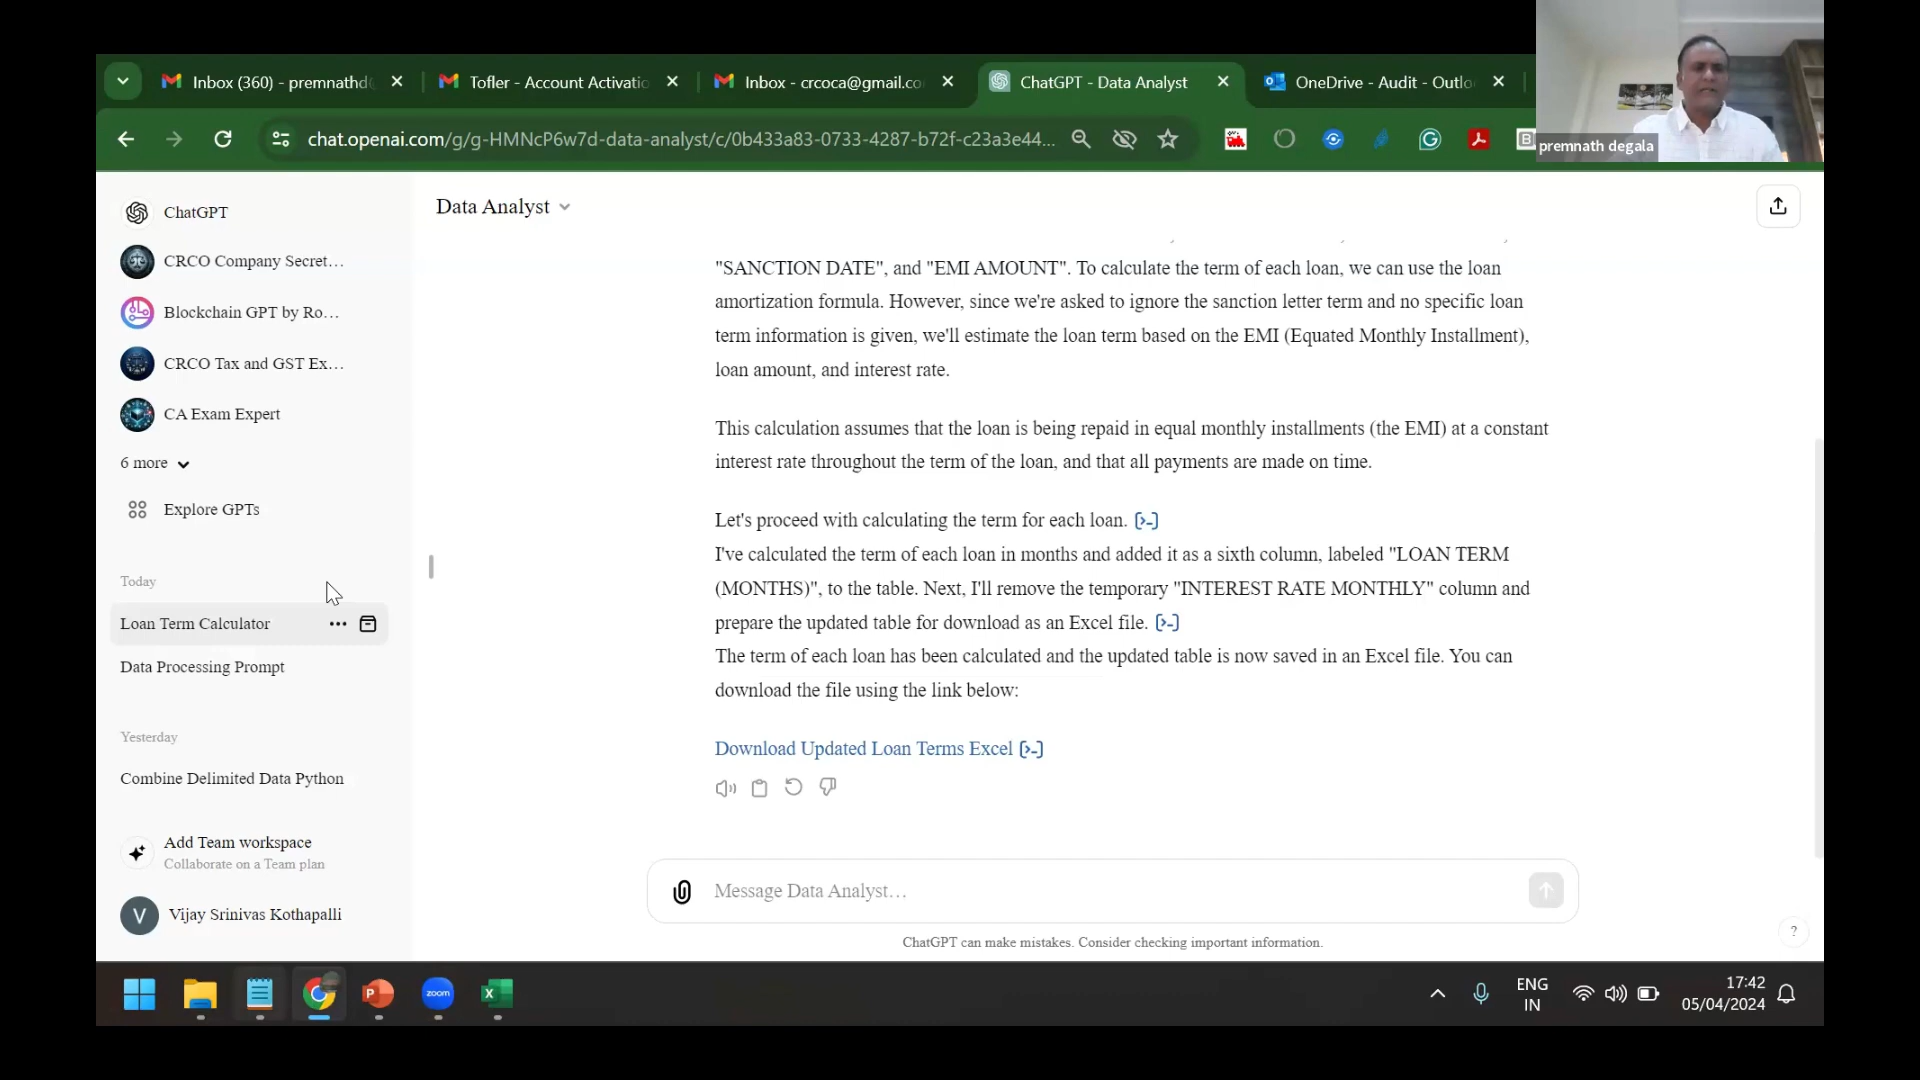 Inbox (360) - premnathd
Tofler - Account Activatio
Inbox - crcoca@gmail.co
ChatGPT - Data Analyst
OneDrive - Audit - Outlo
premnath degala
chat.openai.com/g/g-HMNcP6w7d-data-analyst/c/0b433a83-0733-4287-b72f-c23a3e44...
ChatGPT
CRCO Company Secret...
Blockchain GPT by Ro...
CRCO Tax and GST Ex...
CA Exam Expert
6 more
Explore GPTs
Today
Loan Term Calculator
Data Processing Prompt
Yesterday
Combine Delimited Data Python
Add Team workspace
Collaborate on a Team plan
V
Vijay Srinivas Kothapalli
Data Analyst
"SANCTION DATE", and "EMI AMOUNT". To calculate the term of each loan, we can use the loan
amortization formula. However, since we're asked to ignore the sanction letter term and no specific loan
term information is given, we'll estimate the loan term based on the EMI (Equated Monthly Installment),
loan amount, and interest rate.
This calculation assumes that the loan is being repaid in equal monthly installments (the EMI) at a constant
interest rate throughout the term of the loan, and that all payments are made on time.
Let's proceed with calculating the term for each loan. [>-]
I've calculated the term of each loan in months and added it as a sixth column, labeled "LOAN TERM
(MONTHS)", to the table. Next, I'll remove the temporary "INTEREST RATE MONTHLY" column and
prepare the updated table for download as an Excel file. [>-]
The term of each loan has been calculated and the updated table is now saved in an Excel file. You can
download the file using the link below:
Download Updated Loan Terms Excel [>-]
Message Data Analyst...
ChatGPT can make mistakes. Consider checking important information.
?
zoom
ENG
IN
17:42
05/04/2024